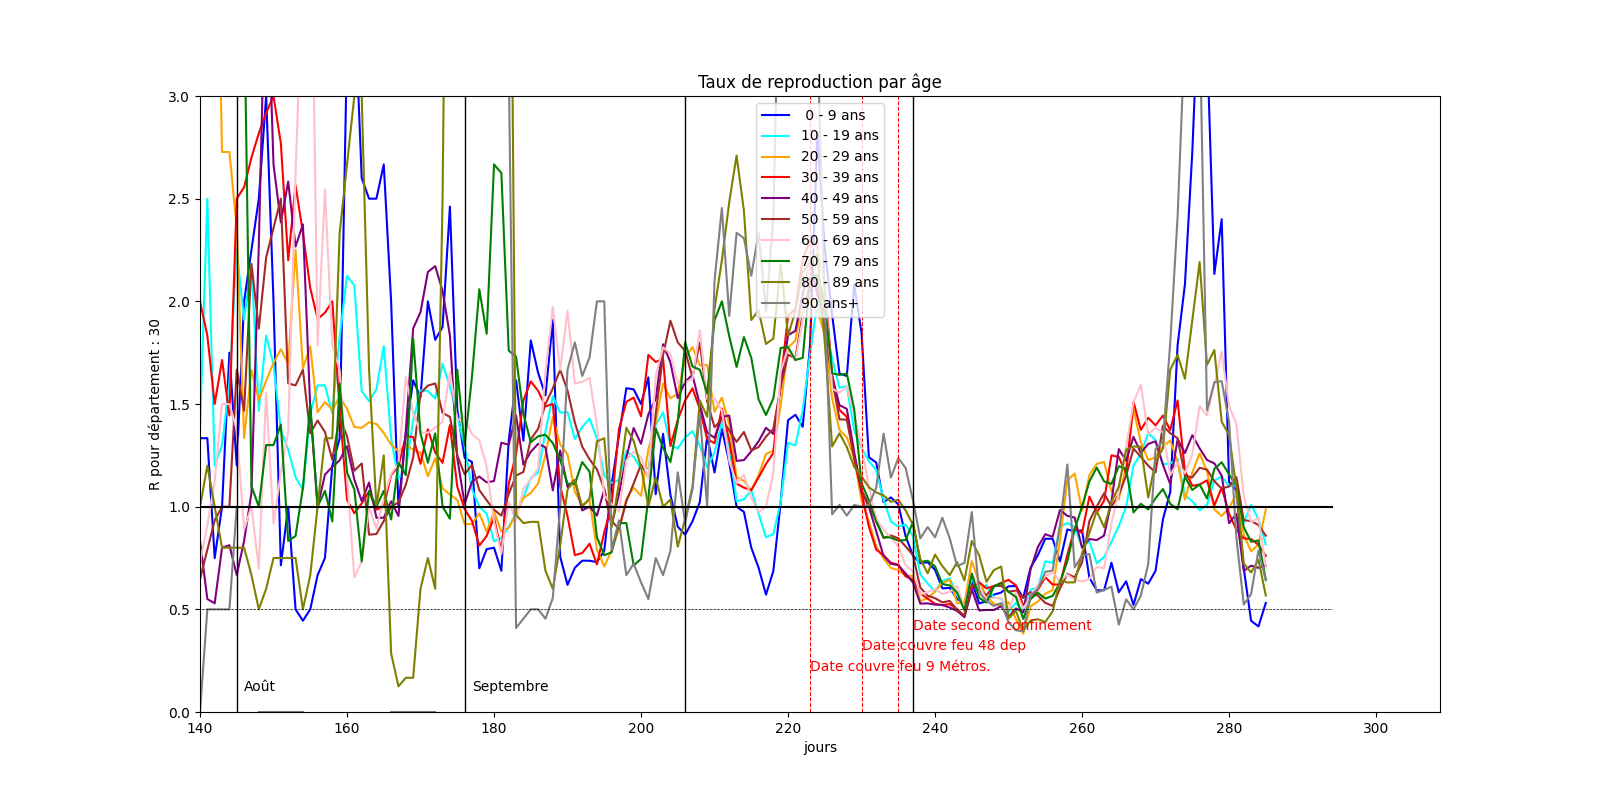 Taux de reproduction par âge
R pour département : 30
3.0
2.5
2.0
1.5
1.0
0.5
0.0
0 - 9 ans
10 - 19 ans
20 - 29 ans
30 - 39 ans
40 - 49 ans
50 - 59 ans
60 - 69 ans
70 - 79 ans
80 - 89 ans
90 ans+
Date second confinement
Date couvre feu 48 dep
Date couvre feu 9 Métros.
Août
Septembre
140 160 180 200 220 240 260 280 300
jours